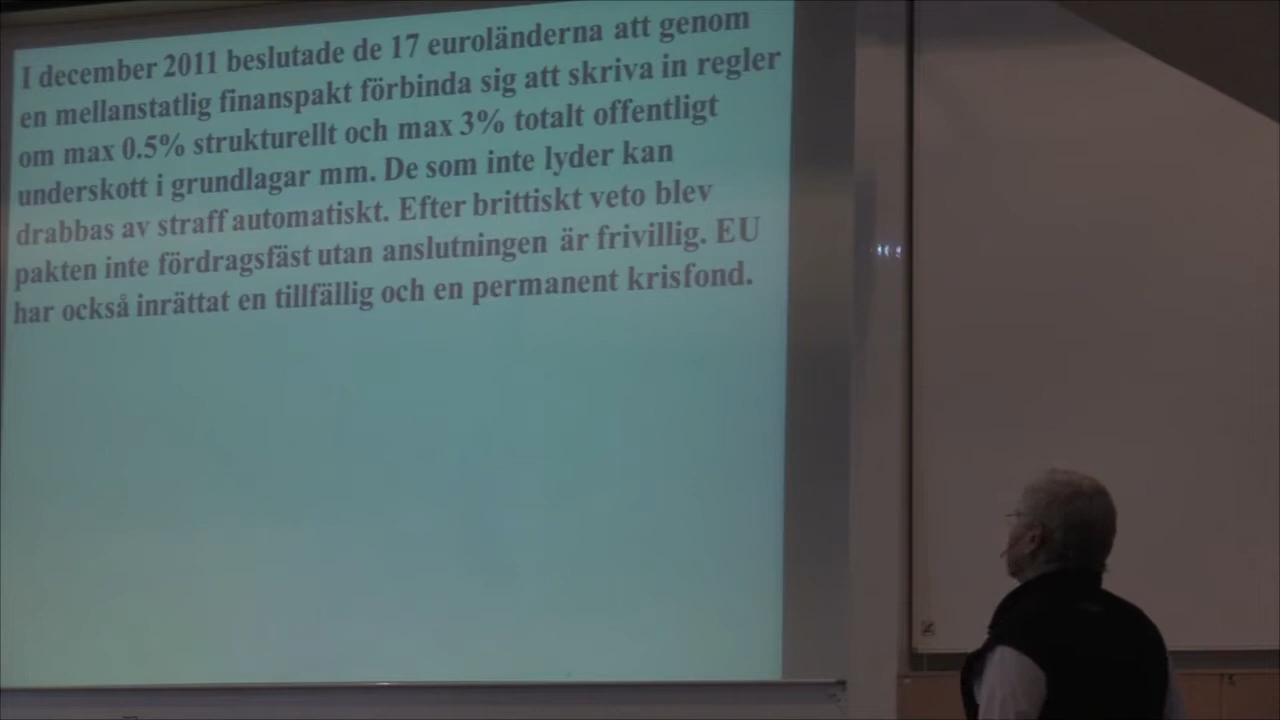 I december 2011 beslutade de 17 euroländerna att genom
en mellanstatlig finanspakt förbinda sig att skriva in regler
om max 0.5% strukturellt och max 3% totalt offentligt
underskott i grundlagar mm. De som inte lyder kan
drabbas av straff automatiskt. Efter brittiskt veto blev
pakten inte fördragsfäst utan anslutningen är frivillig. EU
har också inrättat en tillfällig och en permanent krisfond.